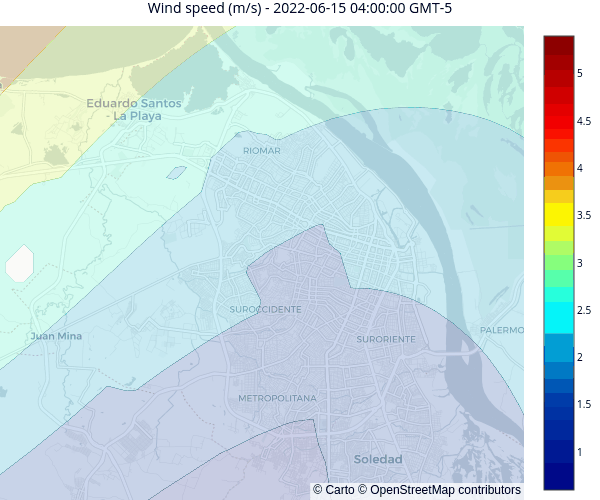 Wind speed (m/s) - 2022-06-15 04:00:00 GMT-5
Eduardo Santos
- La Playa
RIOMAR
SUROCCIDENTE
Juan Mina
SURORIENTE
PALERMO
METROPOLITANA
Soledad
© Carto © OpenStreetMap contributors
5
4.5
4
3.5
3
2.5
2
1.5
1